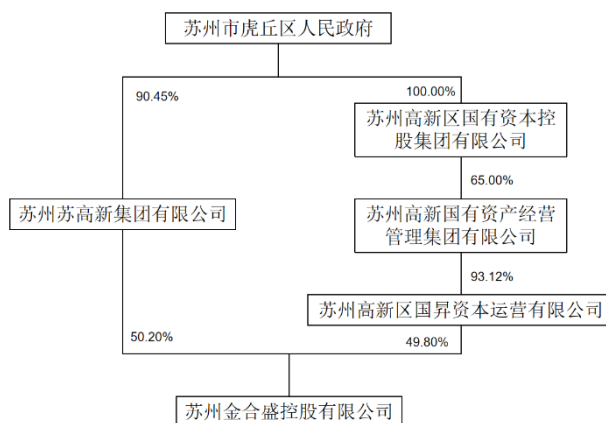 苏州市虎丘区人民政府
90.45%
100.00%
苏州高新区国有资本控
股集团有限公司
65.00%
苏州苏高新集团有限公司
苏州高新国有资产经营
管理集团有限公司
93.12%
苏州高新区国昇资本运营有限公司
50.20%
49.80%
苏州金合盛控股有限公司